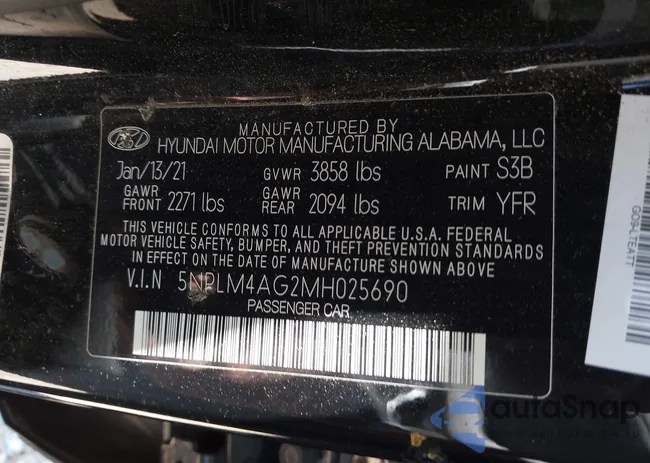 MANUFACTURED BY
HYUNDAI MOTOR MANUFACTURING ALABAMA, LLC
Jan/13/21 GVWR 3858 lbs PAINT S3B
GAWR FRONT 2271 lbs GAWR REAR 2094 lbs TRIM YFR
THIS VEHICLE CONFORMS TO ALL APPLICABLE U.S.A. FEDERAL
MOTOR VEHICLE SAFETY, BUMPER, AND THEFT PREVENTION STANDARDS
IN EFFECT ON THE DATE OF MANUFACTURE SHOWN ABOVE
V.I.N 5NPLM4AG2MH025690
PASSENGER CAR
autoSnap